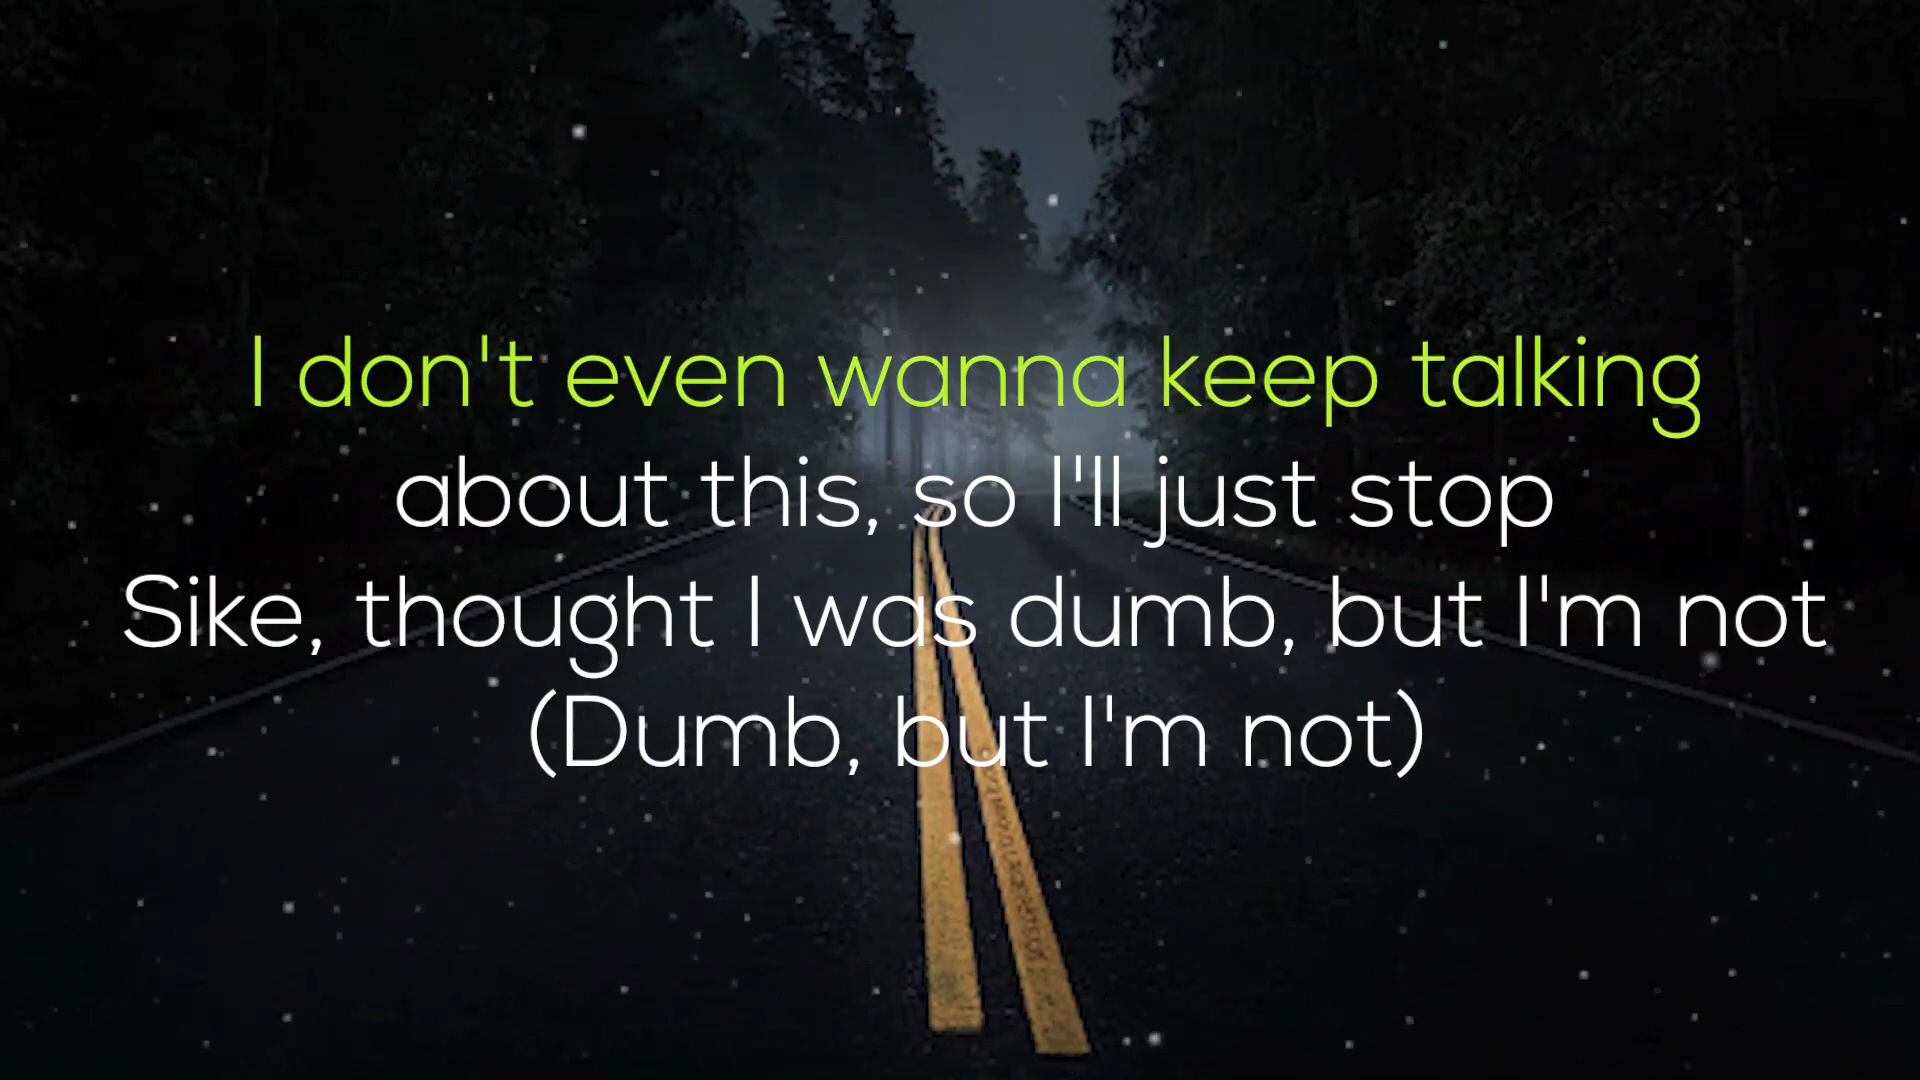 I don't even wanna keep talking
about this, so I'll just stop
Sike, thought I was dumb, but I'm not
(Dumb, but I'm not)